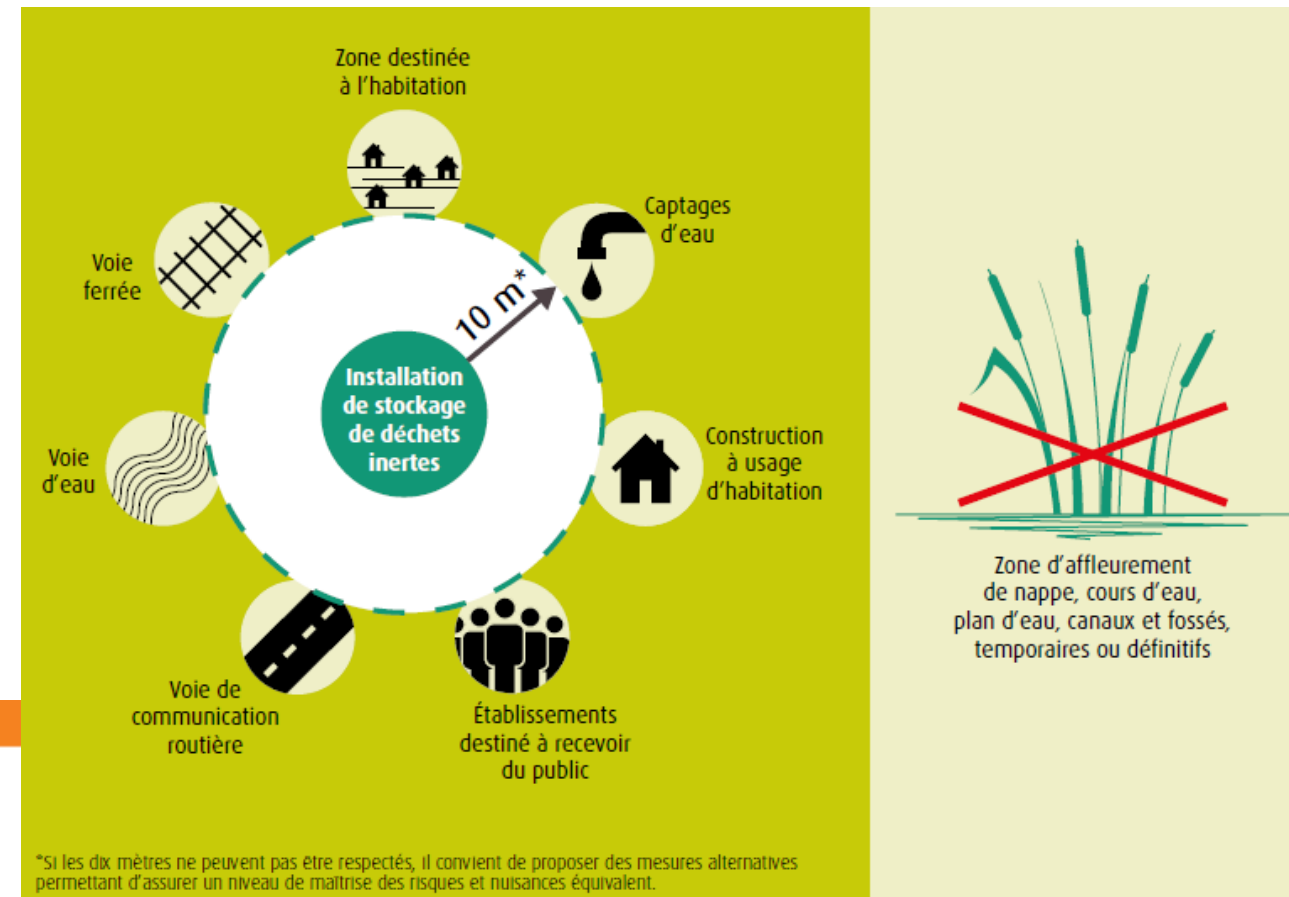 Zone destinée
à l'habitation
Captages
d'eau
Voie
ferrée
10 m*
Installation
de stockage
de déchets
inertes
Voie
d'eau
Construction
à usage
d'habitation
Voie de
communication
routière
Établissements
destiné à recevoir
du public
*Si les dix mètres ne peuvent pas être respectés, il convient de proposer des mesures alternatives
permettant d'assurer un niveau de maîtrise des risques et nuisances équivalent.
Zone d'affleurement
de nappe, cours d'eau,
plan d'eau, canaux et fossés,
temporaires ou définitifs